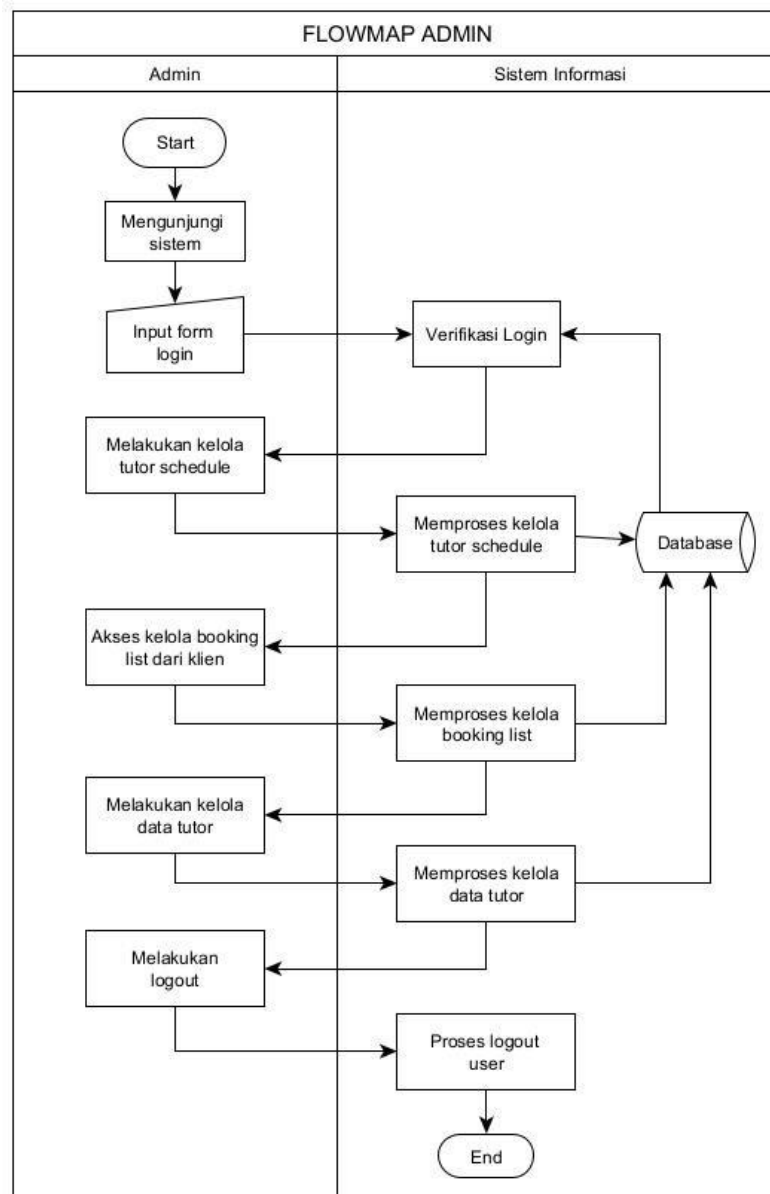 FLOWMAP ADMIN
Admin
Sistem Informasi
Start
Mengunjungi
sistem
Input form
login
Verifikasi Login
Melakukan kelola
tutor schedule
Memproses kelola
tutor schedule
Database
Akses kelola booking
list dari klien
Memproses kelola
booking list
Melakukan kelola
data tutor
Memproses kelola
data tutor
Melakukan
logout
Proses logout
user
End